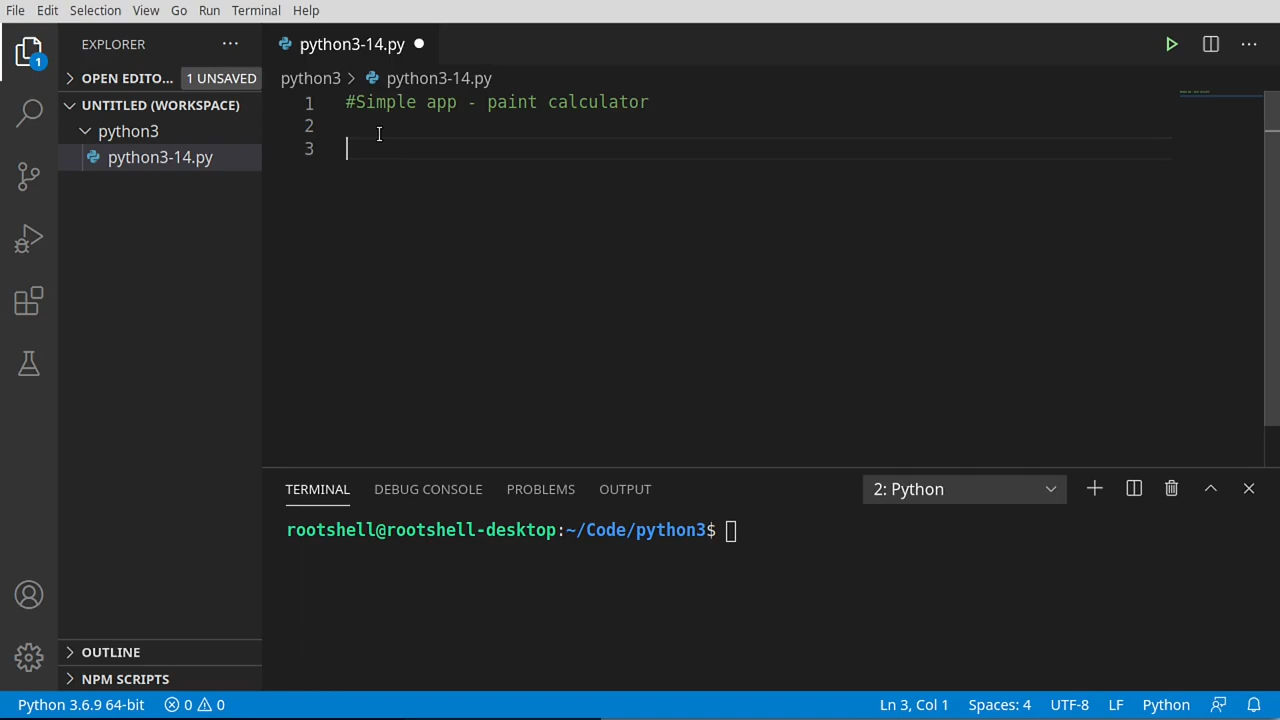 File Edit Selection View Go Run Terminal Help
EXPLORER ···
python3-14.py
OPEN EDITO... 1 UNSAVED
UNTITLED (WORKSPACE)
python3
python3-14.py
1
python3 > python3-14.py
1 #Simple app - paint calculator
2
3
TERMINAL DEBUG CONSOLE PROBLEMS OUTPUT 2: Python
rootshell@rootshell-desktop:~/Code/python3$
OUTLINE
NPM SCRIPTS
Python 3.6.9 64-bit 0 0 Ln 3, Col 1 Spaces: 4 UTF-8 LF Python